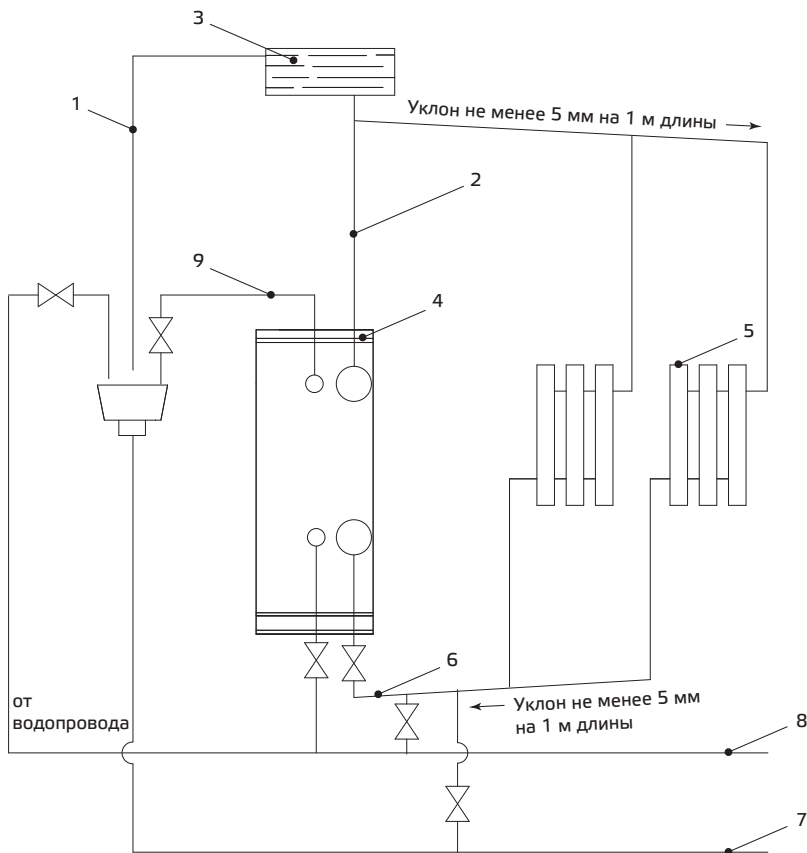 3
1
Уклон не менее 5 мм на 1 м длины
2
9
4
5
6
от
водопровода
Уклон не менее 5 мм
на 1 м длины
8
7